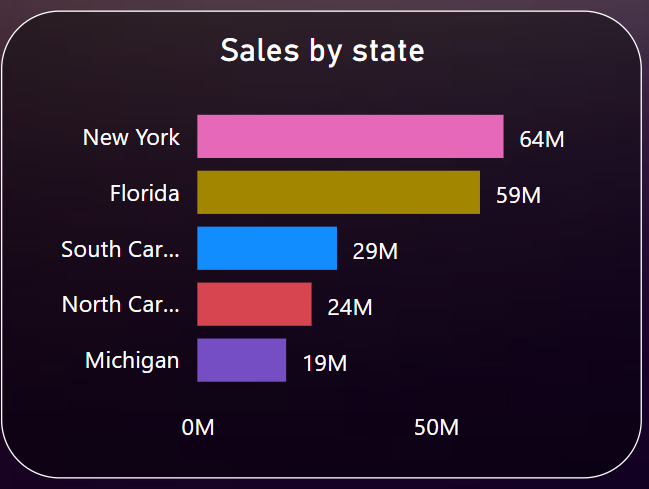 Sales by state
New York 64M
Florida 59M
South Car... 29M
North Car... 24M
Michigan 19M
0M 50M